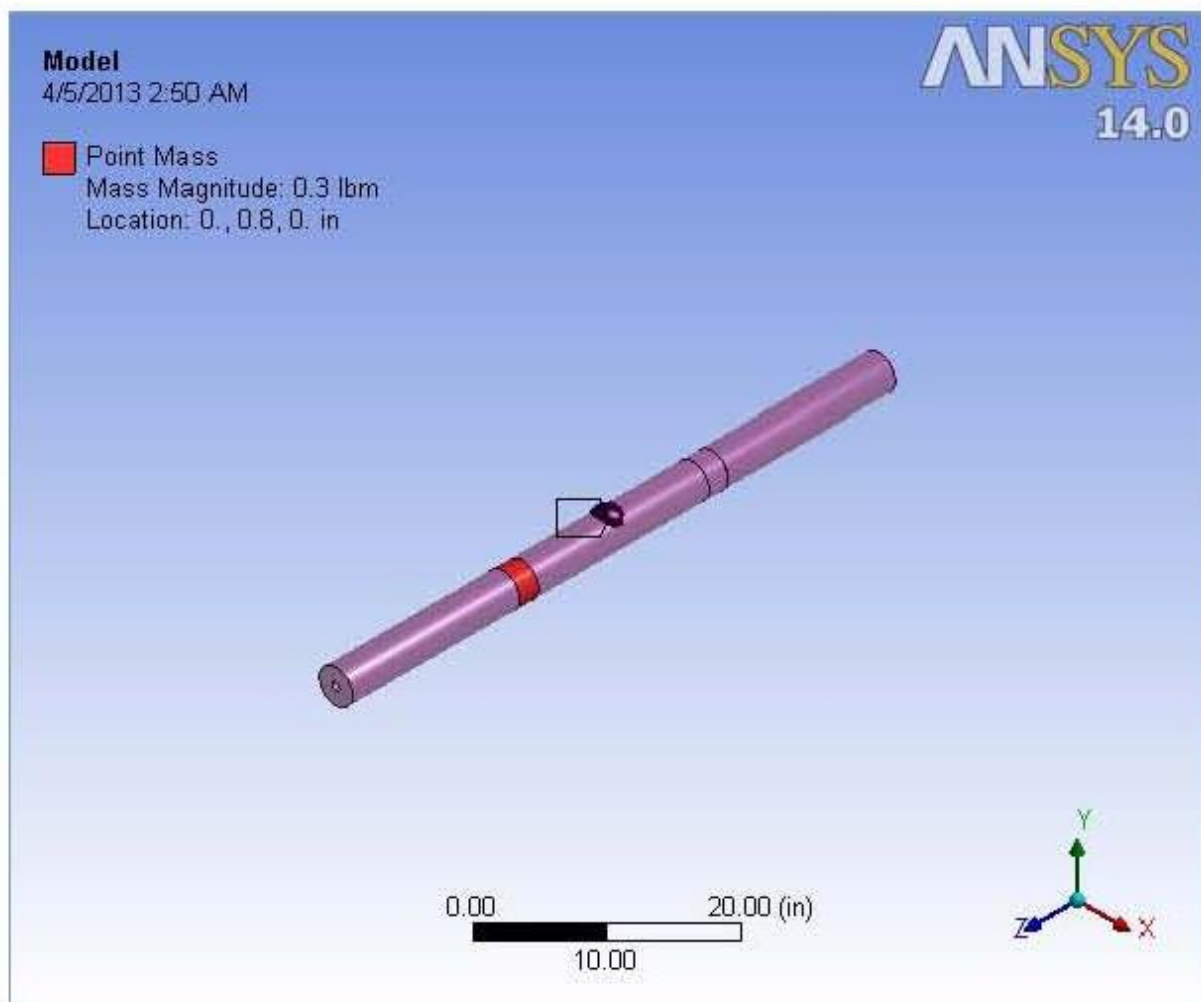 Model
4/5/2013 2:50 AM
Point Mass
Mass Magnitude: 0.3 lbm
Location: 0., 0.8, 0. in
ANSYS
14.0
0.00
20.00 (in)
10.00
Y
Z
X